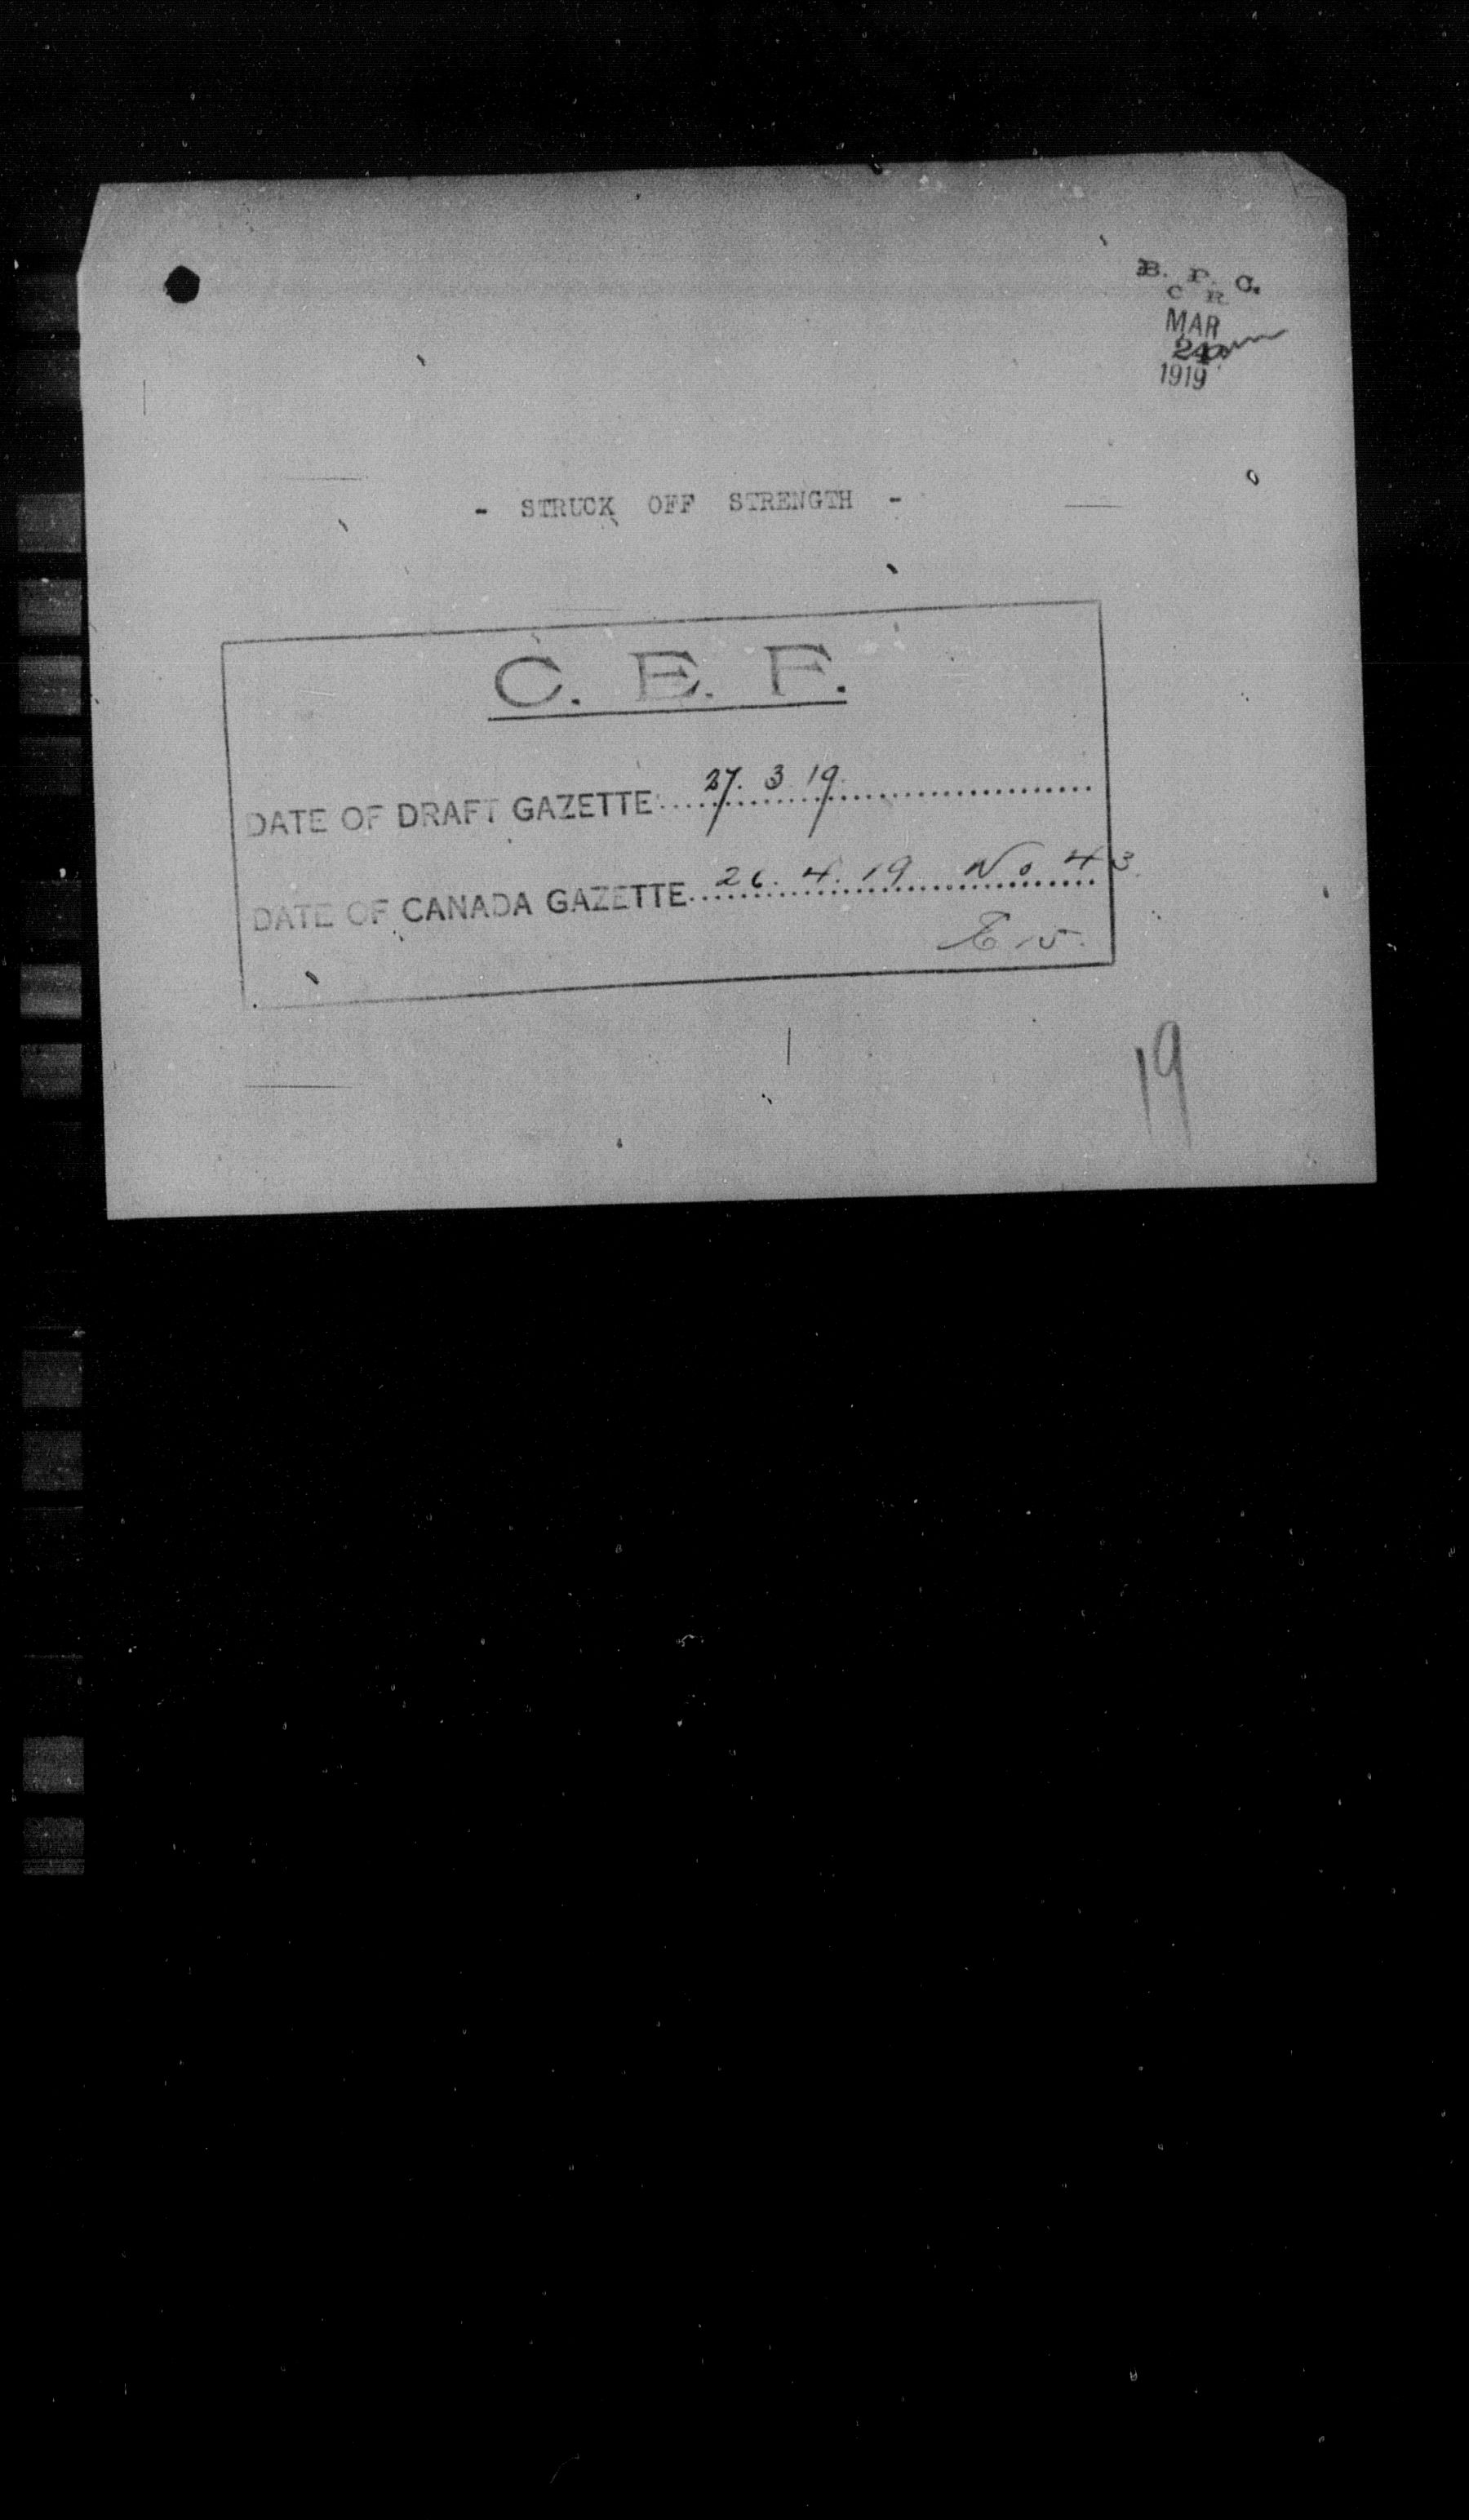 B. P. C.
C R
MAR
24
1919
- STRUCK OFF STRENGTH -
C. E. F.
DATE OF DRAFT GAZETTE 27. 3 19.
DATE OF CANADA GAZETTE 26. 4. 19 No 43
19